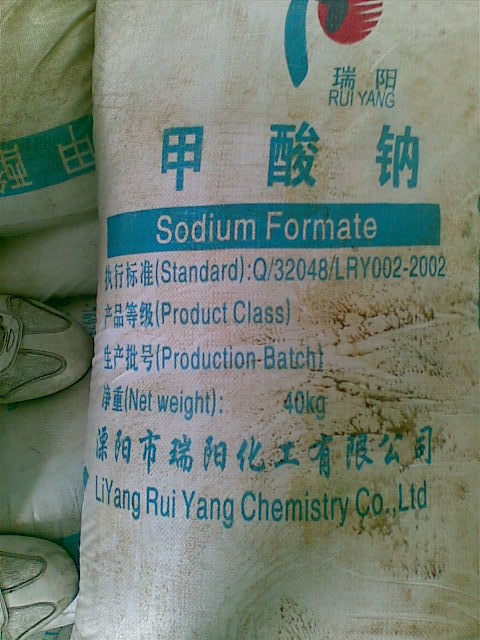 瑞阳
RUI YANG
甲酸钠
Sodium Formate
执行标准(Standard):Q/32048/LRY002-2002
产品等级(Product Class)
生产批号(Production Batch)
净重(Net weight): 40kg
溧阳市瑞阳化工有限公司
LiYang Rui Yang Chemistry Co.,Ltd
甲酸